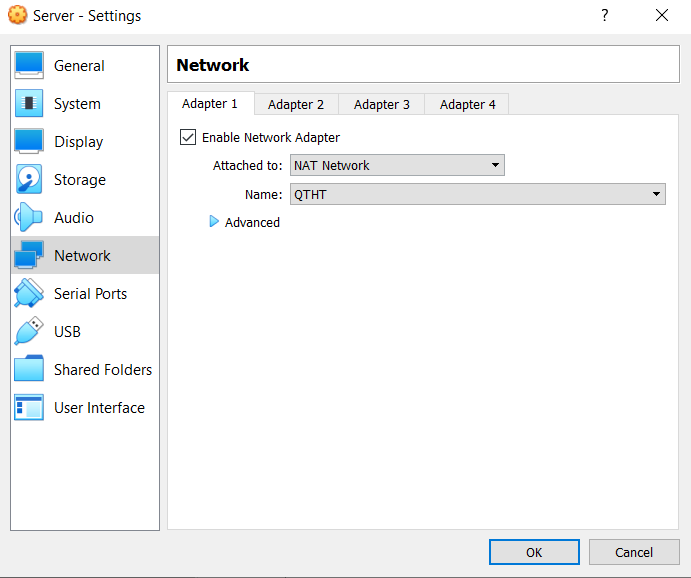 Server - Settings
?
General
System
Display
Storage
Audio
Network
Serial Ports
USB
Shared Folders
User Interface
Network
Adapter 1 Adapter 2 Adapter 3 Adapter 4
Enable Network Adapter
Attached to: NAT Network
Name: QTHT
Advanced
OK Cancel